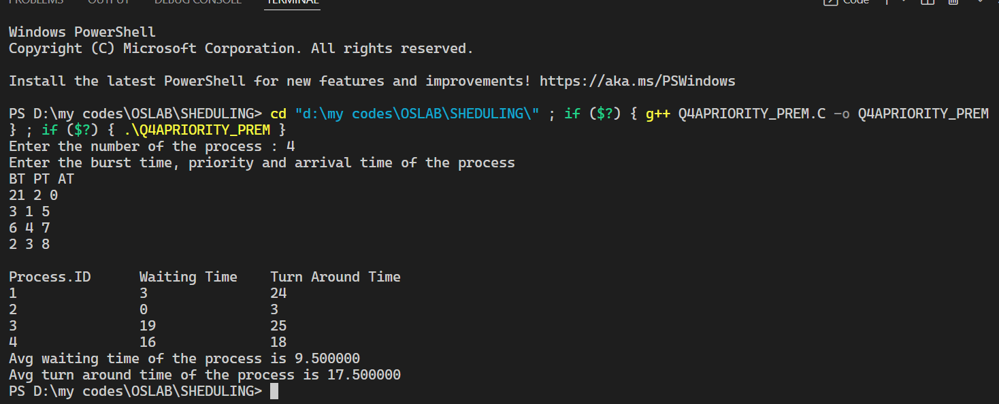 PROBLEMS OUTPUT DEBUG CONSOLE TERMINAL Code
Windows PowerShell
Copyright (C) Microsoft Corporation. All rights reserved.
Install the latest PowerShell for new features and improvements! https://aka.ms/PSWindows
PS D:\my codes\OSLAB\SHEDULING> cd "d:\my codes\OSLAB\SHEDULING\" ; if ($?) { g++ Q4APRIORITY_PREM.C -o Q4APRIORITY_PREM
} ; if ($?) { .\Q4APRIORITY_PREM }
Enter the number of the process : 4
Enter the burst time, priority and arrival time of the process
BT PT AT
21 2 0
3 1 5
6 4 7
2 3 8
Process.ID Waiting Time Turn Around Time
1 3 24
2 0 3
3 19 25
4 16 18
Avg waiting time of the process is 9.500000
Avg turn around time of the process is 17.500000
PS D:\my codes\OSLAB\SHEDULING>